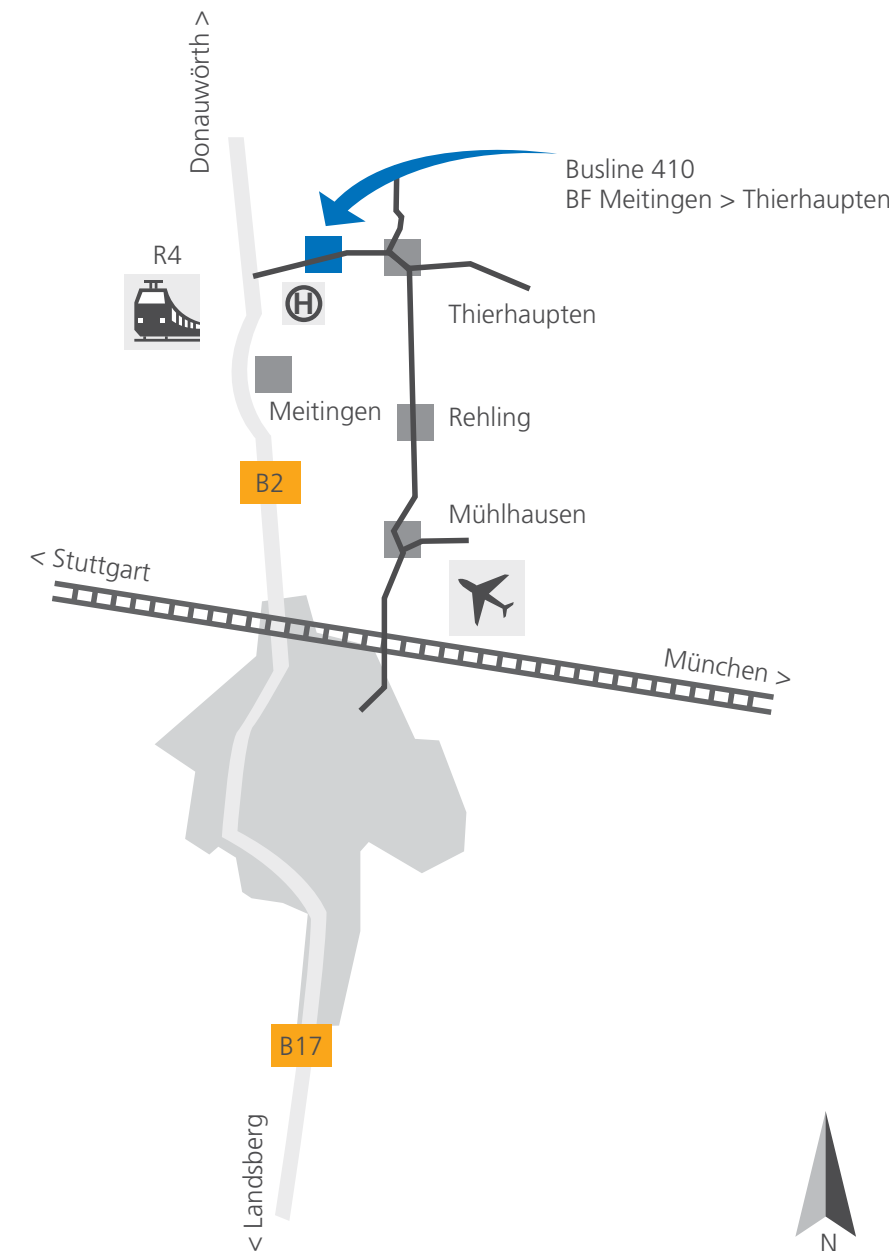 Donauwörth >
Busline 410
BF Meitingen > Thierhaupten
R4
H
Thierhaupten
Meitingen
Rehling
B2
Mühlhausen
< Stuttgart
München >
B17
< Landsberg
N